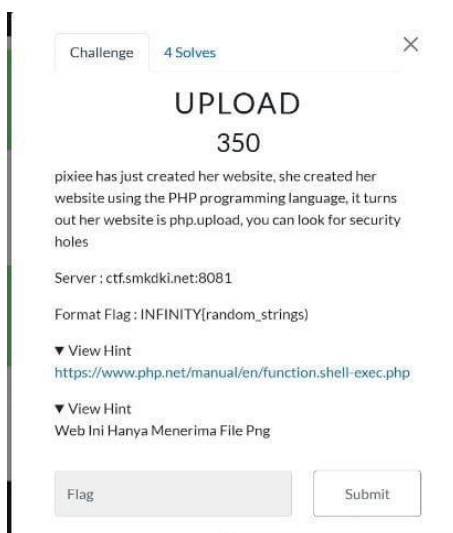 Challenge
4 Solves
×
UPLOAD
350
pixiee has just created her website, she created her
website using the PHP programming language, it turns
out her website is php.upload, you can look for security
holes
Server : ctf.smkdki.net:8081
Format Flag : INFINITY{random_strings)
▼ View Hint
https://www.php.net/manual/en/function.shell-exec.php
▼ View Hint
Web Ini Hanya Menerima File Png
Flag
Submit